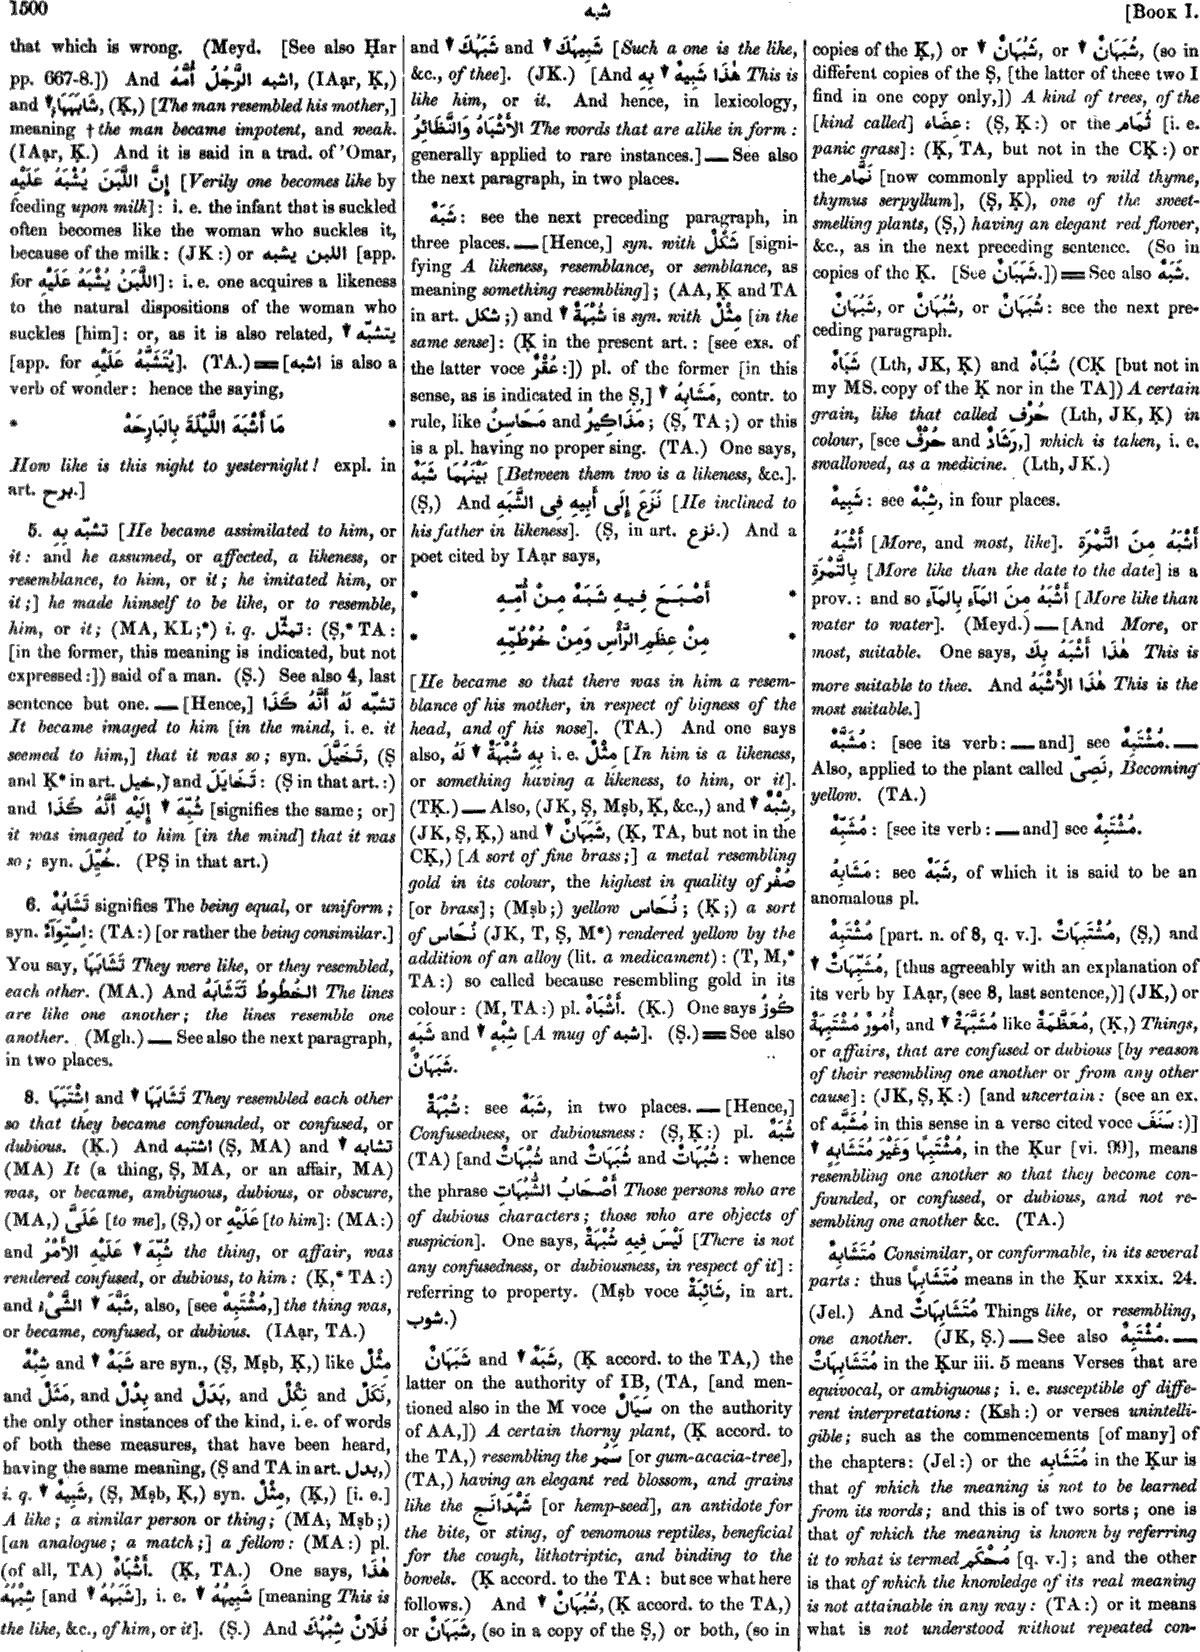 1500
شبه
[BOOK I.
that which is wrong. (Meyd. [See also Ḥar
pp. 667-8.]) And اشبه الرَّجُلُ أُمَّهُ, (IAạr, Ḳ,)
and ↓ شَابَهَهَا, (Ḳ,) [The man resembled his mother,]
meaning † the man became impotent, and weak.
(IAạr, Ḳ.) And it is said in a trad. of ’Omar,
إِنَّ اللَّبَنَ يُشْبَهُ عَلَيْهِ [Verily one becomes like by
feeding upon milk]: i. e. the infant that is suckled
often becomes like the woman who suckles it,
because of the milk: (JK:) or اللبن يشبه [app.
for اللَّبَنُ يُشْبَهُ عَلَيْهِ]: i. e. one acquires a likeness
to the natural dispositions of the woman who
suckles [him]: or, as it is also related, ↓ يتشبّه
[app. for يُتَشَبَّهُ عَلَيْهِ]. (TA.) = [اشبه is also a
verb of wonder: hence the saying,
* مَا أَشْبَهَ اللَّيْلَةَ بِالبَارِحَهْ *
How like is this night to yesternight! expl. in
art. برح.]
5. تشبّه بِهِ [He became assimilated to him, or
it: and he assumed, or affected, a likeness, or
resemblance, to him, or it; he imitated him, or
it;] he made himself to be like, or to resemble,
him, or it; (MA, KL;*) i. q. تمثّل: (Ṣ,* TA:
[in the former, this meaning is indicated, but not
expressed:]) said of a man. (Ṣ.) See also 4, last
sentence but one. — [Hence,] تشبّه لَهُ أَنَّهُ كَذَا
It became imaged to him [in the mind, i. e. it
seemed to him,] that it was so; syn. تَخَيَّلَ, (Ṣ
and Ḳ* in art. خيل,) and تَخَايَلَ: (Ṣ in that art.:)
and شُبِّهَ ↓ إِلَيْهِ أَنَّهُ كَذَا [signifies the same; or]
it was imaged to him [in the mind] that it was
so; syn. خُيِّلَ. (PṢ in that art.)
6. تَشَابُهٌ signifies The being equal, or uniform;
syn. اِسْتِوَآءٌ: (TA:) [or rather the being consimilar.]
You say, تَشَابَهَا They were like, or they resembled,
each other. (MA.) And الخُطُوطُ تَتَشَابَهُ The lines
are like one another; the lines resemble one
another. (Mgh.) — See also the next paragraph,
in two places.
8. اِشْتَبَهَا and ↓ تَشَابَهَا They resembled each other
so that they became confounded, or confused, or
dubious. (Ḳ.) And اشتبه (Ṣ, MA) and ↓ تشابه
(MA) It (a thing, Ṣ, MA, or an affair, MA)
was, or became, ambiguous, dubious, or obscure,
(MA,) عَلَىَّ [to me], (Ṣ,) or عَلَيْهِ [to him]: (MA:)
and شُبِّهَ ↓ عَلَيْهِ الأَمْرُ the thing, or affair, was
rendered confused, or dubious, to him: (Ḳ,* TA:)
and شَبَّهَ ↓ الشَّىْءُ, also, [see مُشْتَبِهٌ,] the thing was,
or became, confused, or dubious. (IAạr, TA.)
شِبْهٌ and ↓ شَبَهٌ are syn., (Ṣ, Mṣb, Ḳ,) like مِثْلٌ
and مَثَلٌ, and بِدْلٌ and بَدَلٌ, and نِكْلٌ and نَكَلٌ,
the only other instances of the kind, i. e. of words
of both these measures, that have been heard,
having the same meaning, (Ṣ and TA in art. بدل,)
i. q. ↓ شَبِيهٌ, (Ṣ, Mṣb, Ḳ,) syn. مِثْلٌ, (Ḳ,) [i. e.]
A like; a similar person or thing; (MA; Mṣb;)
[an analogue; a match;] a fellow: (MA:) pl.
(of all, TA) أَشْبَاهٌ. (Ḳ, TA.) One says, هٰذَا
شِبْهُهُ [and ↓ شَبَهُهُ], i. e. ↓ شَبِيهُهُ [meaning This is
the like, &c., of him, or it]. (Ṣ.) And فُلَانٌ شِبْهُكَ
and ↓ شَبَهُكَ and ↓ شَبِيهُكَ [Such a one is the like,
&c., of thee]. (JK.) [And هٰذَا شَبِيهٌ ↓ بِهِ This is
like him, or it. And hence, in lexicology,
الأَشْبَاهُ وَالنَّظَائِرُ The words that are alike in form:
generally applied to rare instances.] — See also
the next paragraph, in two places.
شَبَهٌ: see the next preceding paragraph, in
three places. — [Hence,] syn. with شَكْلٌ [signi-
fying A likeness, resemblance, or semblance, as
meaning something resembling]; (AA, Ḳ and TA
in art. شكل;) and ↓ شُبْهَةٌ is syn. with مِثْلٌ [in the
same sense]: (Ḳ in the present art.: [see exs. of
the latter voce عُقْرٌ:]) pl. of the former [in this
sense, as is indicated in the Ṣ,] ↓ مَشَابِهُ, contr. to
rule, like مَحَاسِنُ and مَذَاكِيرُ; (Ṣ, TA;) or this
is a pl. having no proper sing. (TA.) One says,
بَيْنَهُمَا شَبَهٌ [Between them two is a likeness, &c.].
(Ṣ,) And نَزَعَ إِلَى أَبِيهِ فِى الشَّبَهِ [He inclined to
his father in likeness]. (Ṣ, in art. نزع.) And a
poet cited by IAạr says,
* أَصْبَحَ فِيهِ شَبَهٌ مِنْ أُمِّهِ *
* مِنْ عِظَمِ الرَّأْسِ وَمِنْ خُرْطُمِّهِ *
[He became so that there was in him a resem-
blance of his mother, in respect of bigness of the
head, and of his nose]. (TA.) And one says
also, بِهِ شُبْهَةٌ ↓ لَهُ i. e. مِثْلٌ [In him is a likeness,
or something having a likeness, to him, or it].
(TḲ.) — Also, (JK, Ṣ, Mṣb, Ḳ, &c.,) and ↓ شِبْهٌ,
(JK, Ṣ, Ḳ,) and ↓ شَبَهَانٌ, (Ḳ, TA, but not in the
CḲ,) [A sort of fine brass;] a metal resembling
gold in its colour, the highest in quality of صُفْر
[or brass]; (Mṣb;) yellow نُحَاس; (Ḳ;) a sort
of نُحَاس (JK, T, Ṣ, M*) rendered yellow by the
addition of an alloy (lit. a medicament): (T, M,*
TA:) so called because resembling gold in its
colour: (M, TA:) pl. أَشْبَاهٌ. (Ḳ.) One says كُوزُ
شَبَهٍ and ↓ شِبْهٍ [A mug of شبه]. (Ṣ.) = See also
شَبَهَانٌ.
شُبْهَةٌ: see شَبَهٌ, in two places. — [Hence,]
Confusedness, or dubiousness: (Ṣ, Ḳ:) pl. شُبَهٌ
(TA) [and شُبْهَاتٌ and شُبَهَاتٌ and شُبُهَاتٌ: whence
the phrase أَصْحَابُ الشُّبُهَاتِ Those persons who are
of dubious characters; those who are objects of
suspicion]. One says, لَيْسَ فِيهِ شُبْهَةٌ [There is not
any confusedness, or dubiousness, in respect of it]:
referring to property. (Mṣb voce شَائِبَةٌ, in art.
شوب.)
شَبَهَانٌ and ↓ شَبَهٌ, (Ḳ accord. to the TA,) the
latter on the authority of IB, (TA, [and men-
tioned also in the M voce سَيَالٌ on the authority
of AA,]) A certain thorny plant, (Ḳ accord. to
the TA,) resembling the سَمُر [or gum-acacia-tree],
(TA,) having an elegant red blossom, and grains
like the شَهْدَانِج [or hemp-seed], an antidote for
the bite, or sting, of venomous reptiles, beneficial
for the cough, lithotriptic, and binding to the
bowels. (Ḳ accord. to the TA: but see what here
follows.) And ↓ شَبَهَانٌ, (Ḳ accord. to the TA,)
or شَبُهَانٌ, (so in a copy of the Ṣ,) or both, (so in
copies of the Ḳ,) or ↓ شُبُهَانٌ, or ↓ شُبَهَانٌ, (so in
different copies of the Ṣ, [the latter of these two I
find in one copy only,]) A kind of trees, of the
[kind called] عِضَاه: (Ṣ, Ḳ:) or the ثُمَام [i. e.
panic grass]: (Ḳ, TA, but not in the CḲ:) or
the نَمَّام [now commonly applied to wild thyme,
thymus serpyllum], (Ṣ, Ḳ), one of the sweet-
smelling plants, (Ṣ,) having an elegant red flower,
&c., as in the next preceding sentence. (So in
copies of the Ḳ. [See شَبَهَانٌ.]) = See also شَبَهٌ.
شَبُهَانٌ, or شُبُهَانٌ, or شُبَهَانٌ: see the next pre-
ceding paragraph.
شَبَاهٌ (Lth, JK, Ḳ) and شُبَاهٌ (CḲ [but not in
my MS. copy of the Ḳ nor in the TA]) A certain
grain, like that called حُرْف (Lth, JK, Ḳ) in
colour, [see حُرْفٌ and رَشَادٌ,] which is taken, i. e.
swallowed, as a medicine. (Lth, JK.)
شَبِيهٌ: see شِبْهٌ, in four places.
أَشْبَهُ [More, and most, like]. أَشْبَهُ مِنَ التَّمْرَةِ
بِالتَّمْرَةِ [More like than the date to the date] is a
prov.: and so أَشْبَهُ مِنَ المَآءِ بِالمَآءِ [More like than
water to water]. (Meyd.) — [And More, or
most, suitable. One says, هٰذَا أَشْبَهُ بِكَ This is
more suitable to thee. And هٰذَا الأَشْبَهُ This is the
most suitable.]
مُشَبَّهٌ: [see its verb: — and] see مُشْتَبِهٌ. —
Also, applied to the plant called نَصِىّ, Becoming
yellow. (TA.)
مُشَبِّهٌ: [see its verb: — and] see مُشْتَبِهٌ.
مَشَابِهُ: see شَبَهٌ, of which it is said to be an
anomalous pl.
مُشْتَبِهٌ [part. n. of 8, q. v.]. مُشْتَبِهَاتٌ, (Ṣ,) and
↓ مُشَبِّهَاتٌ, [thus agreeably with an explanation of
its verb by IAạr, (see 8, last sentence,)] (JK,) or
أُمُورٌ مُشْتَبِهَةٌ, and ↓ مُشَبَّهَةٌ like مُعَظَّمَةٌ, (Ḳ,) Things,
or affairs, that are confused or dubious [by reason
of their resembling one another or from any other
cause]: (JK, Ṣ, Ḳ:) [and uncertain: (see an ex.
of مُشَبَّه in this sense in a verse cited voce سَنَفَ:)]
مُشْتَبِهًا وَغَيْرَ مُتَشَابِهٍ ↓, in the Ḳur [vi. 99], means
resembling one another so that they become con-
founded, or confused, or dubious, and not re-
sembling one another &c. (TA.)
مُتَشَابِهٌ Consimilar, or conformable, in its several
parts: thus مُتَشَابِهًا means in the Ḳur xxxix. 24.
(Jel.) And مُتَشَابِهَاتٌ Things like, or resembling,
one another. (JK, Ṣ.) — See also مُشْتَبِهٌ. —
مُتَشَابِهَاتٌ in the Ḳur iii. 5 means Verses that are
equivocal, or ambiguous; i. e. susceptible of diffe-
rent interpretations: (Ksh:) or verses unintelli-
gible; such as the commencements [of many] of
the chapters: (Jel:) or the مُتَشَابِه in the Ḳur is
that of which the meaning is not to be learned
from its words; and this is of two sorts; one is
that of which the meaning is known by referring
it to what is termed مُحْكَم [q. v.]; and the other
is that of which the knowledge of its real meaning
is not attainable in any way: (TA:) or it means
what is not understood without repeated con-